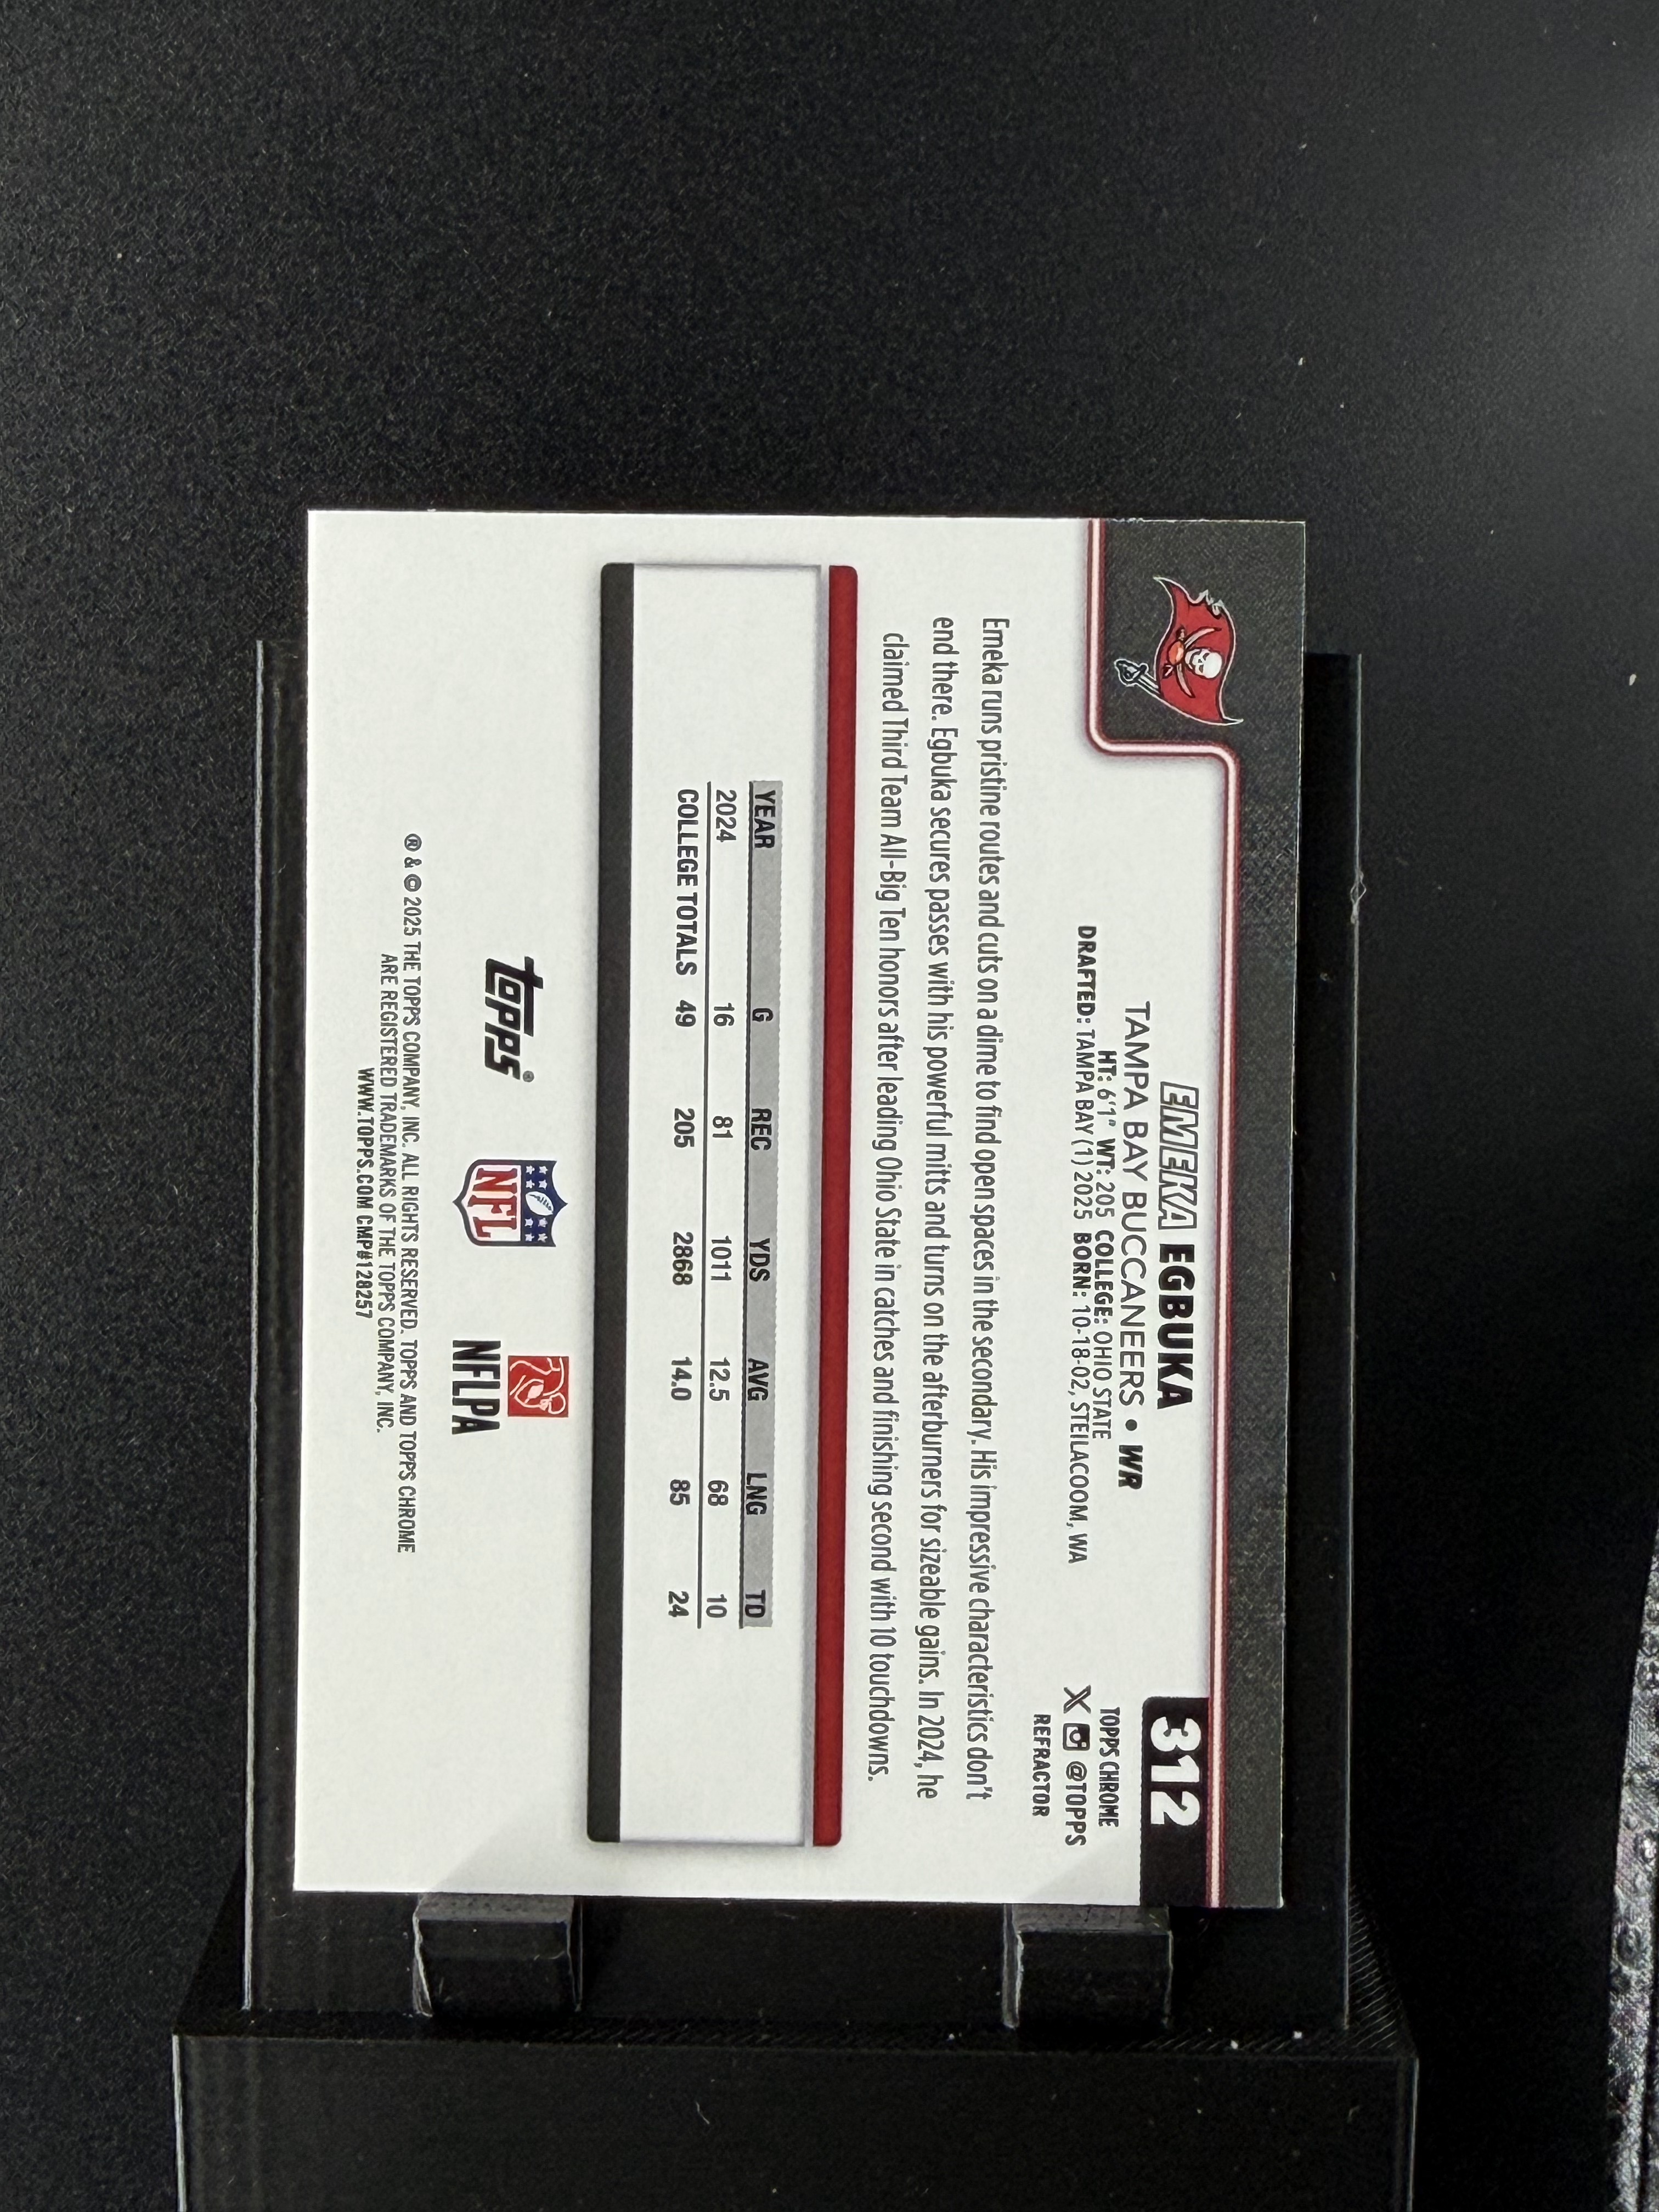 312
EMEKA EGBUKA
TAMPA BAY BUCCANEERS • WR
HT: 6'1" WT: 205 COLLEGE: OHIO STATE
DRAFTED: TAMPA BAY (1) 2025 BORN: 10-18-02, STEILACOOM, WA
TOPPS CHROME
X @TOPPS
REFRACTOR
Emeka runs pristine routes and cuts on a dime to find open spaces in the secondary. His impressive characteristics don't
end there. Egbuka secures passes with his powerful mitts and turns on the afterburners for sizeable gains. In 2024, he
claimed Third Team All-Big Ten honors after leading Ohio State in catches and finishing second with 10 touchdowns.
YEAR G REC YDS AVG LNG TD
2024 16 81 1011 12.5 68 10
COLLEGE TOTALS 49 205 2868 14.0 85 24
topps® NFL NFLPA
® & © 2025 THE TOPPS COMPANY, INC. ALL RIGHTS RESERVED. TOPPS AND TOPPS CHROME
ARE REGISTERED TRADEMARKS OF THE TOPPS COMPANY, INC.
WWW.TOPPS.COM CMP#128257